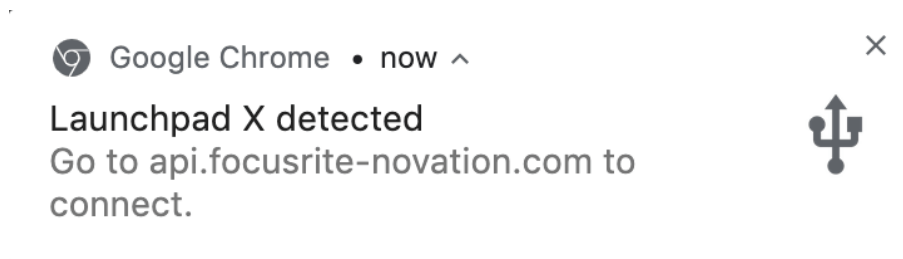 Google Chrome • now
Launchpad X detected
Go to api.focusrite-novation.com to
connect.